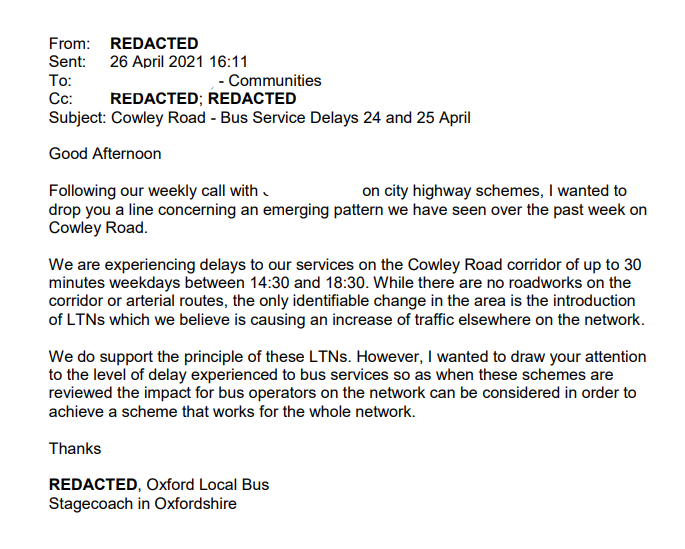 From: REDACTED
Sent: 26 April 2021 16:11
To: - Communities
Cc: REDACTED; REDACTED
Subject: Cowley Road - Bus Service Delays 24 and 25 April
Good Afternoon
Following our weekly call with on city highway schemes, I wanted to
drop you a line concerning an emerging pattern we have seen over the past week on
Cowley Road.
We are experiencing delays to our services on the Cowley Road corridor of up to 30
minutes weekdays between 14:30 and 18:30. While there are no roadworks on the
corridor or arterial routes, the only identifiable change in the area is the introduction
of LTNs which we believe is causing an increase of traffic elsewhere on the network.
We do support the principle of these LTNs. However, I wanted to draw your attention
to the level of delay experienced to bus services so as when these schemes are
reviewed the impact for bus operators on the network can be considered in order to
achieve a scheme that works for the whole network.
Thanks
REDACTED, Oxford Local Bus
Stagecoach in Oxfordshire